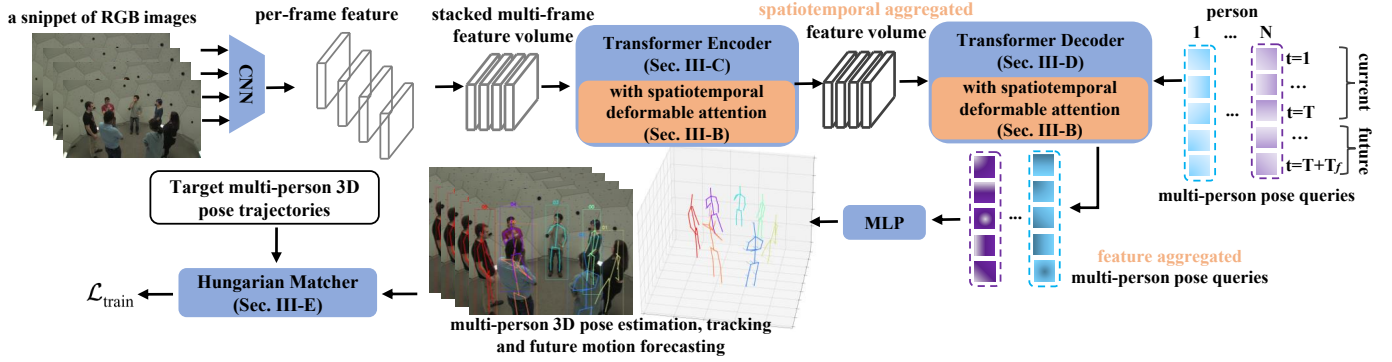 a snippet of RGB images
CNN
per-frame feature
stacked multi-frame
feature volume
Transformer Encoder
(Sec. III-C)
with spatiotemporal
deformable attention
(Sec. III-B)
spatiotemporal aggregated
feature volume
Transformer Decoder
(Sec. III-D)
with spatiotemporal
deformable attention
(Sec. III-B)
person
1 ... N
t=1
...
t=T
...
...
t=T+Tf
current
future
multi-person pose queries
...
feature aggregated
multi-person pose queries
MLP
multi-person 3D pose estimation, tracking
and future motion forecasting
Target multi-person 3D
pose trajectories
Hungarian Matcher
(Sec. III-E)
ℒtrain